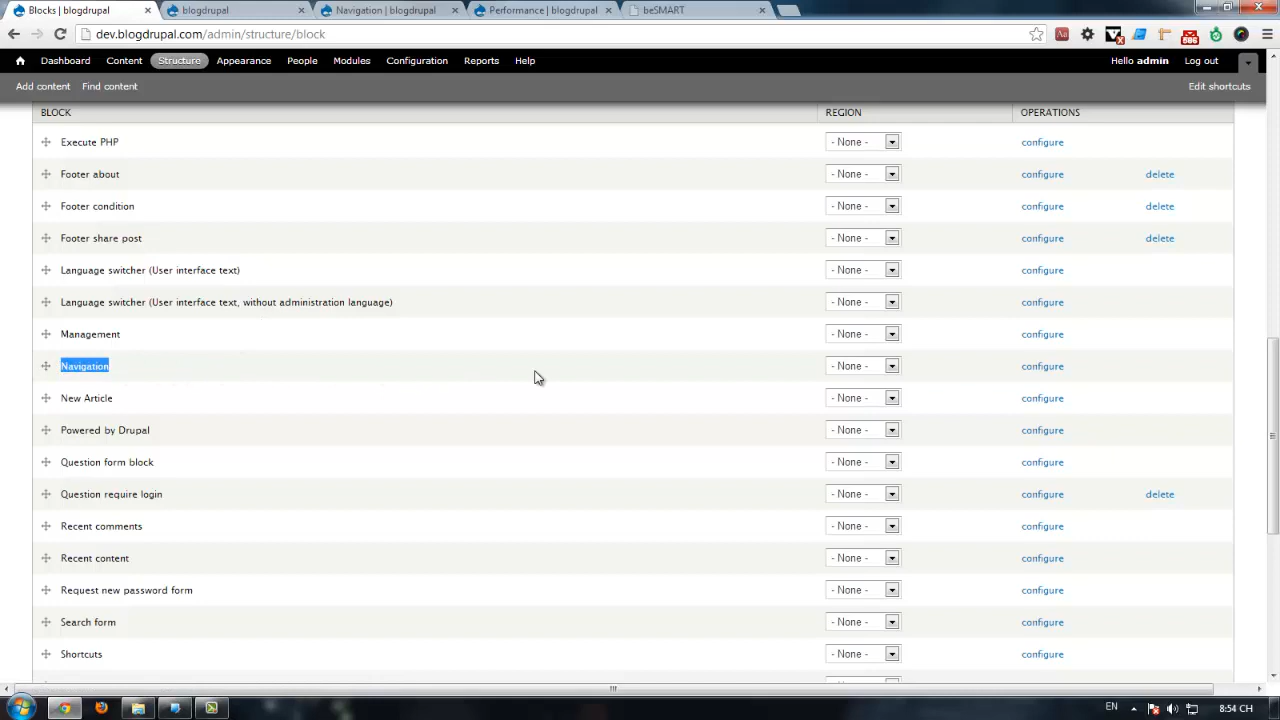 Blocks | blogdrupal
blogdrupal
Navigation | blogdrupal
Performance | blogdrupal
beSMART
dev.blogdrupal.com/admin/structure/block
586
Dashboard Content Structure Appearance People Modules Configuration Reports Help
Hello admin Log out
Add content Find content
Edit shortcuts
BLOCK REGION OPERATIONS
Execute PHP - None - configure
Footer about - None - configure delete
Footer condition - None - configure delete
Footer share post - None - configure delete
Language switcher (User interface text) - None - configure
Language switcher (User interface text, without administration language) - None - configure
Management - None - configure
Navigation - None - configure
New Article - None - configure
Powered by Drupal - None - configure
Question form block - None - configure
Question require login - None - configure delete
Recent comments - None - configure
Recent content - None - configure
Request new password form - None - configure
Search form - None - configure
Shortcuts - None - configure
EN 8:54 CH